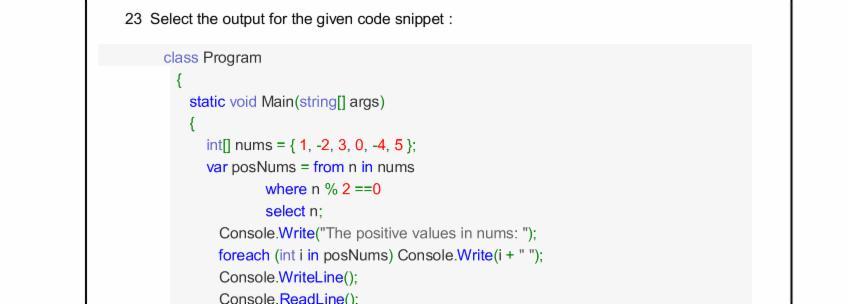 23 Select the output for the given code snippet :
class Program
{
static void Main(string[] args)
{
int[] nums = { 1, -2, 3, 0, -4, 5 };
var posNums = from n in nums
where n % 2 ==0
select n;
Console.Write("The positive values in nums: ");
foreach (int i in posNums) Console.Write(i + " ");
Console.WriteLine();
Console.ReadLine();